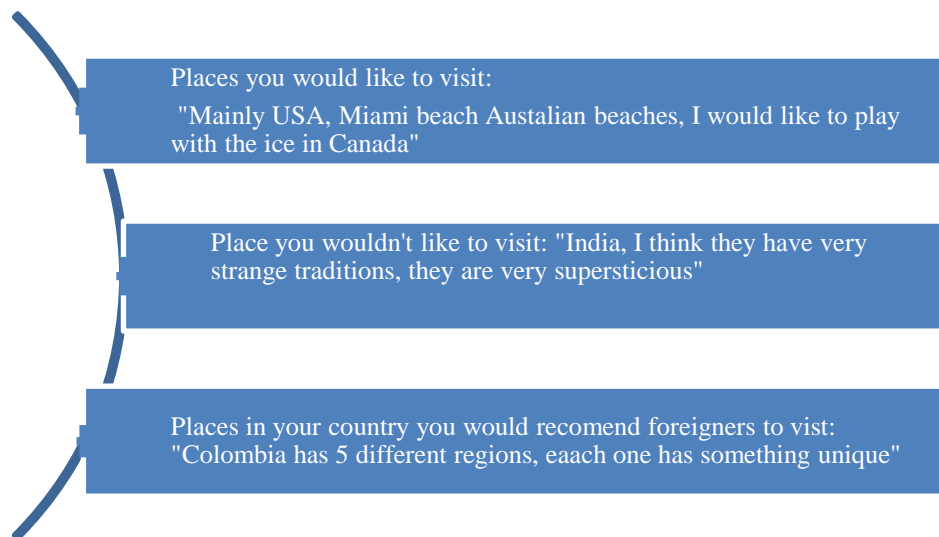 Places you would like to visit:
"Mainly USA, Miami beach Austalian beaches, I would like to play
with the ice in Canada"
Place you wouldn't like to visit: "India, I think they have very
strange traditions, they are very supersticious"
Places in your country you would recomend foreigners to vist:
"Colombia has 5 different regions, eaach one has something unique"